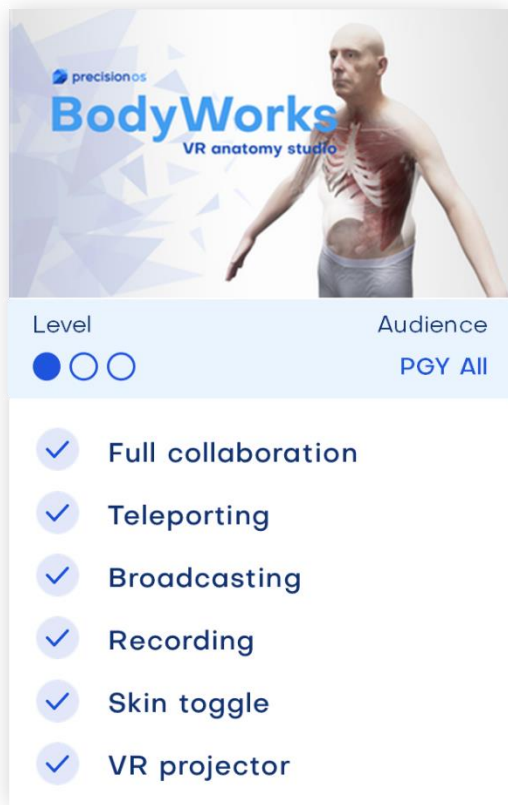 precisionos
BodyWorks
VR anatomy studio
Level
Audience
PGY All
Full collaboration
Teleporting
Broadcasting
Recording
Skin toggle
VR projector